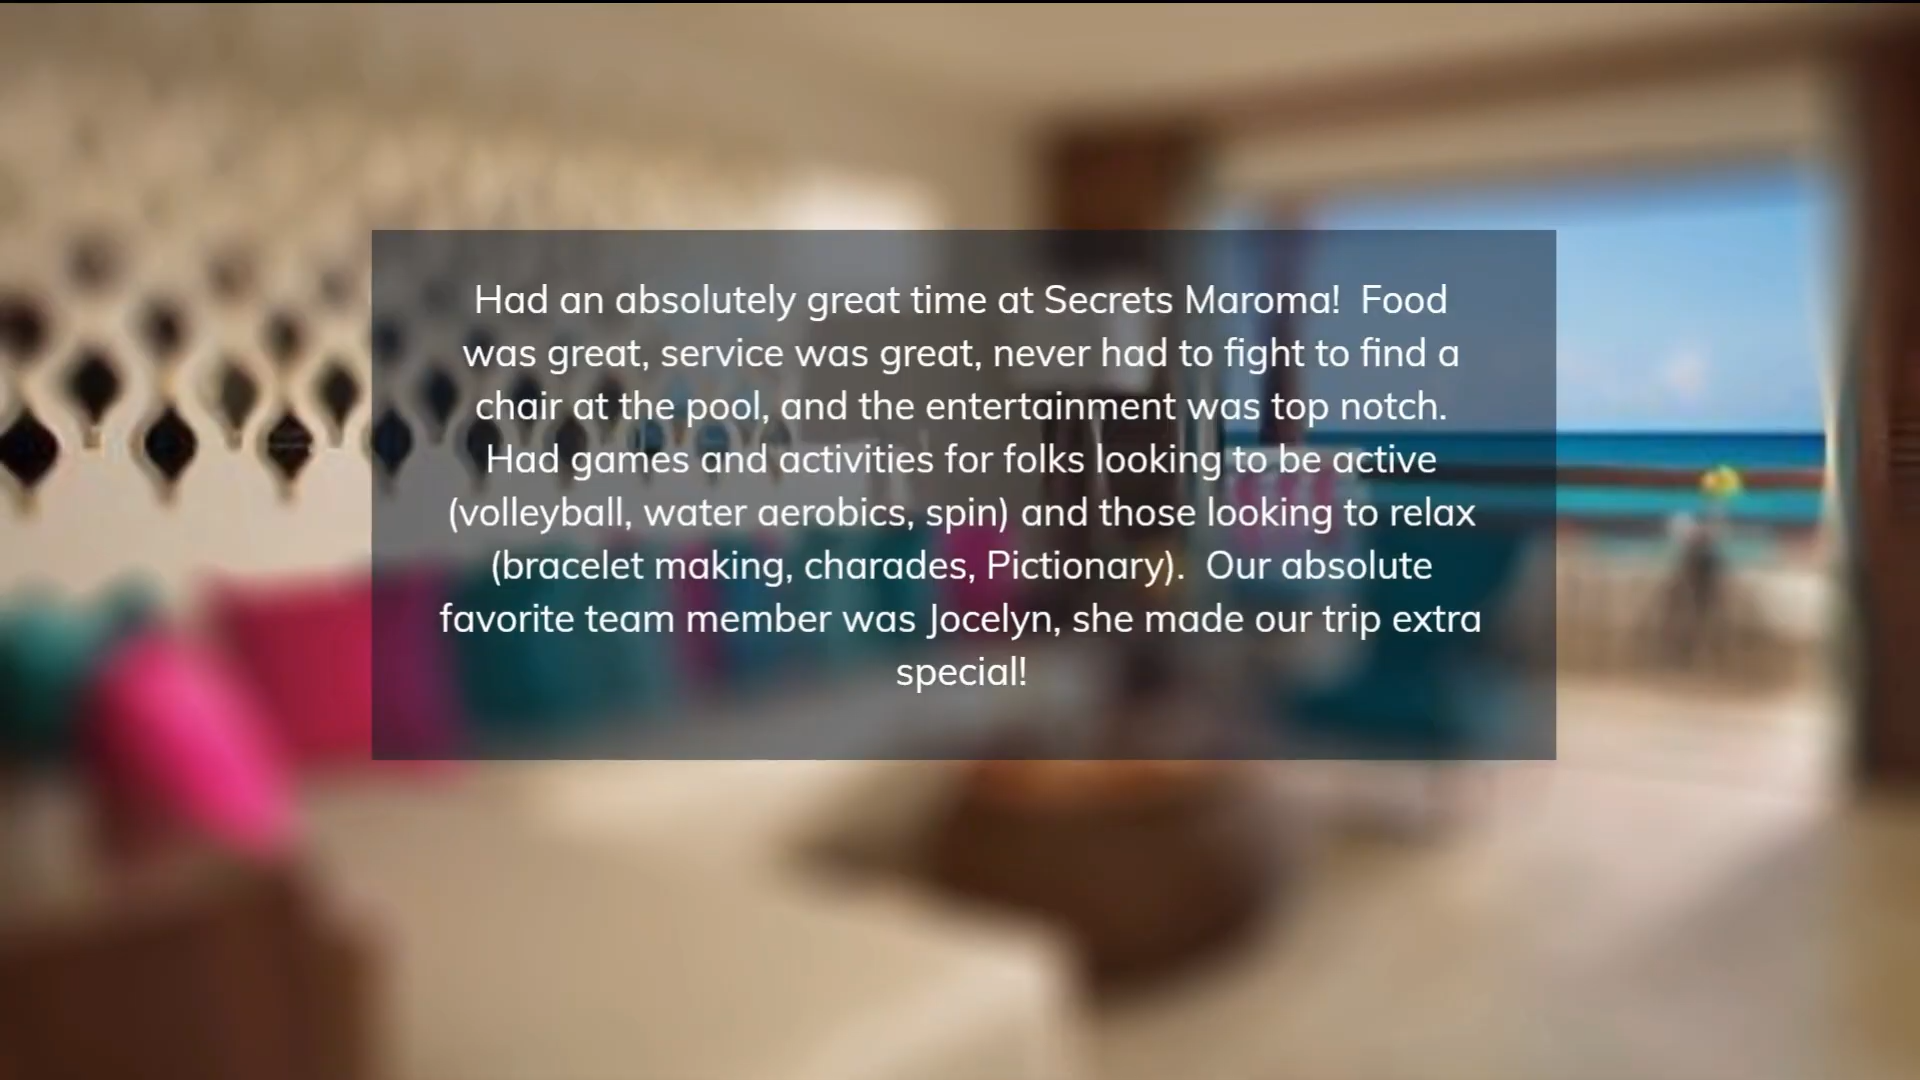 Had an absolutely great time at Secrets Maroma!  Food
was great, service was great, never had to fight to find a
chair at the pool, and the entertainment was top notch.
Had games and activities for folks looking to be active
(volleyball, water aerobics, spin) and those looking to relax
(bracelet making, charades, Pictionary).  Our absolute
favorite team member was Jocelyn, she made our trip extra
special!